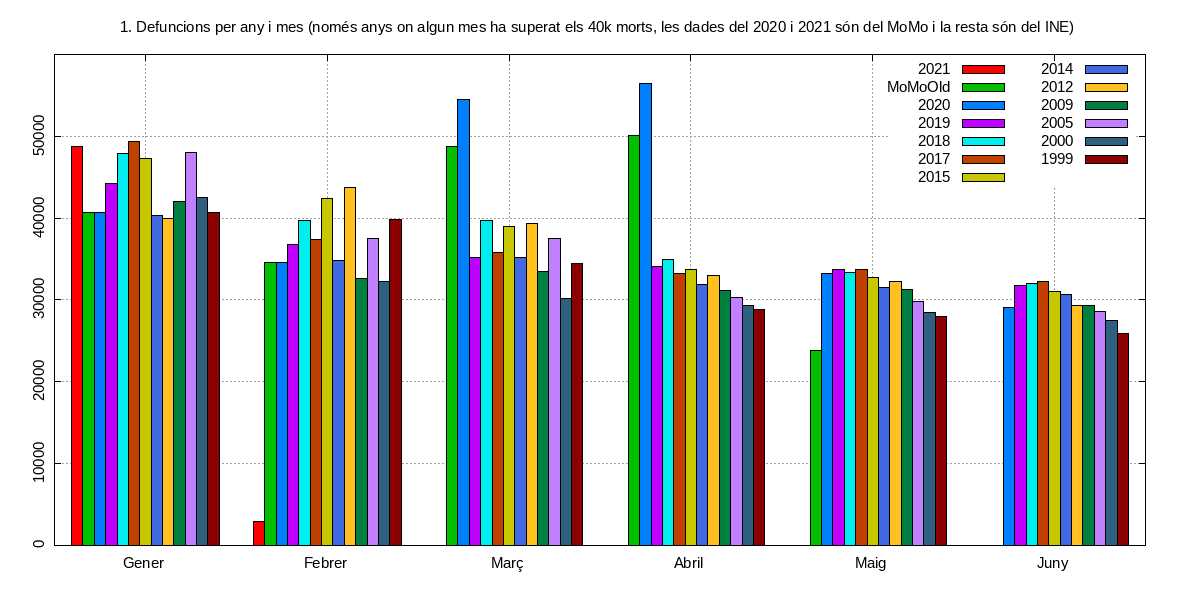 1. Defuncions per any i mes (només anys on algun mes ha superat els 40k morts, les dades del 2020 i 2021 són del MoMo i la resta són del INE)
2021
MoMoOld
2020
2019
2018
2017
2015
2014
2012
2009
2005
2000
1999
50000
40000
30000
20000
10000
0
Gener
Febrer
Març
Abril
Maig
Juny